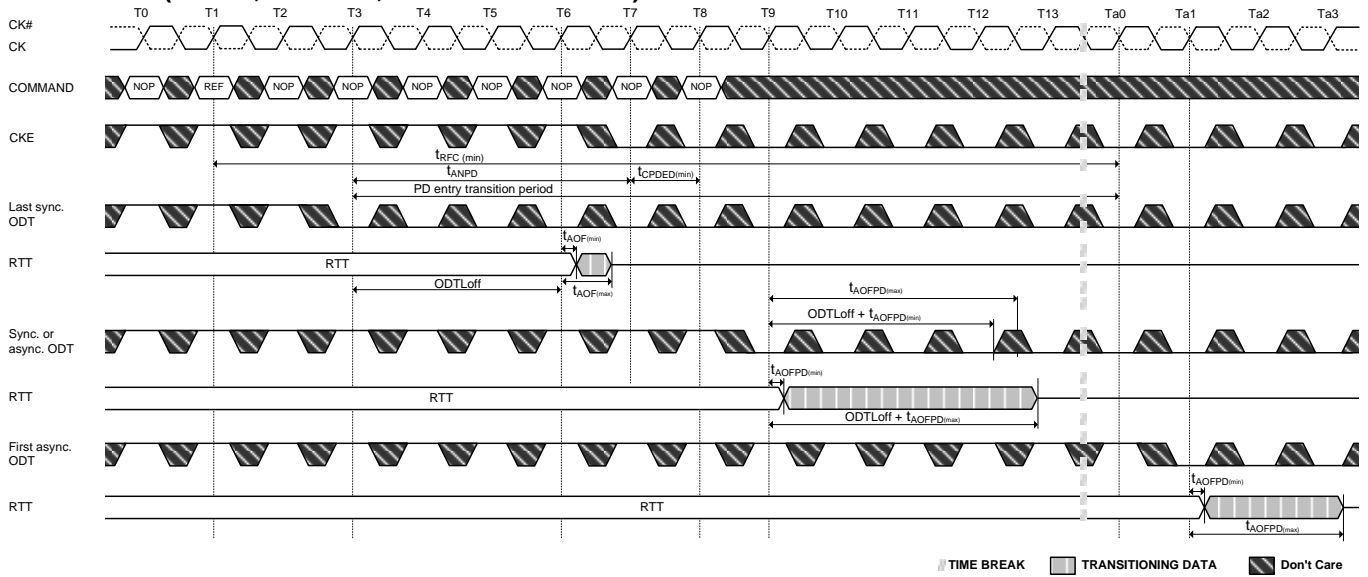 CK#
CK
T0 T1 T2 T3 T4 T5 T6 T7 T8 T9 T10 T11 T12 T13 Ta0 Ta1 Ta2 Ta3
COMMAND NOP REF NOP NOP NOP NOP NOP NOP NOP
CKE
tRFC (min)
tANPD tCPDED(min)
PD entry transition period
Last sync.
ODT
tAOF(min)
RTT RTT
ODTLoff tAOF(max)
tAOFPD(max)
ODTLoff + tAOFPD(min)
Sync. or
async. ODT
tAOFPD(min)
RTT RTT
ODTLoff + tAOFPD(max)
First async.
ODT
tAOFPD(min)
RTT RTT
tAOFPD(max)
TIME BREAK TRANSITIONING DATA Don't Care